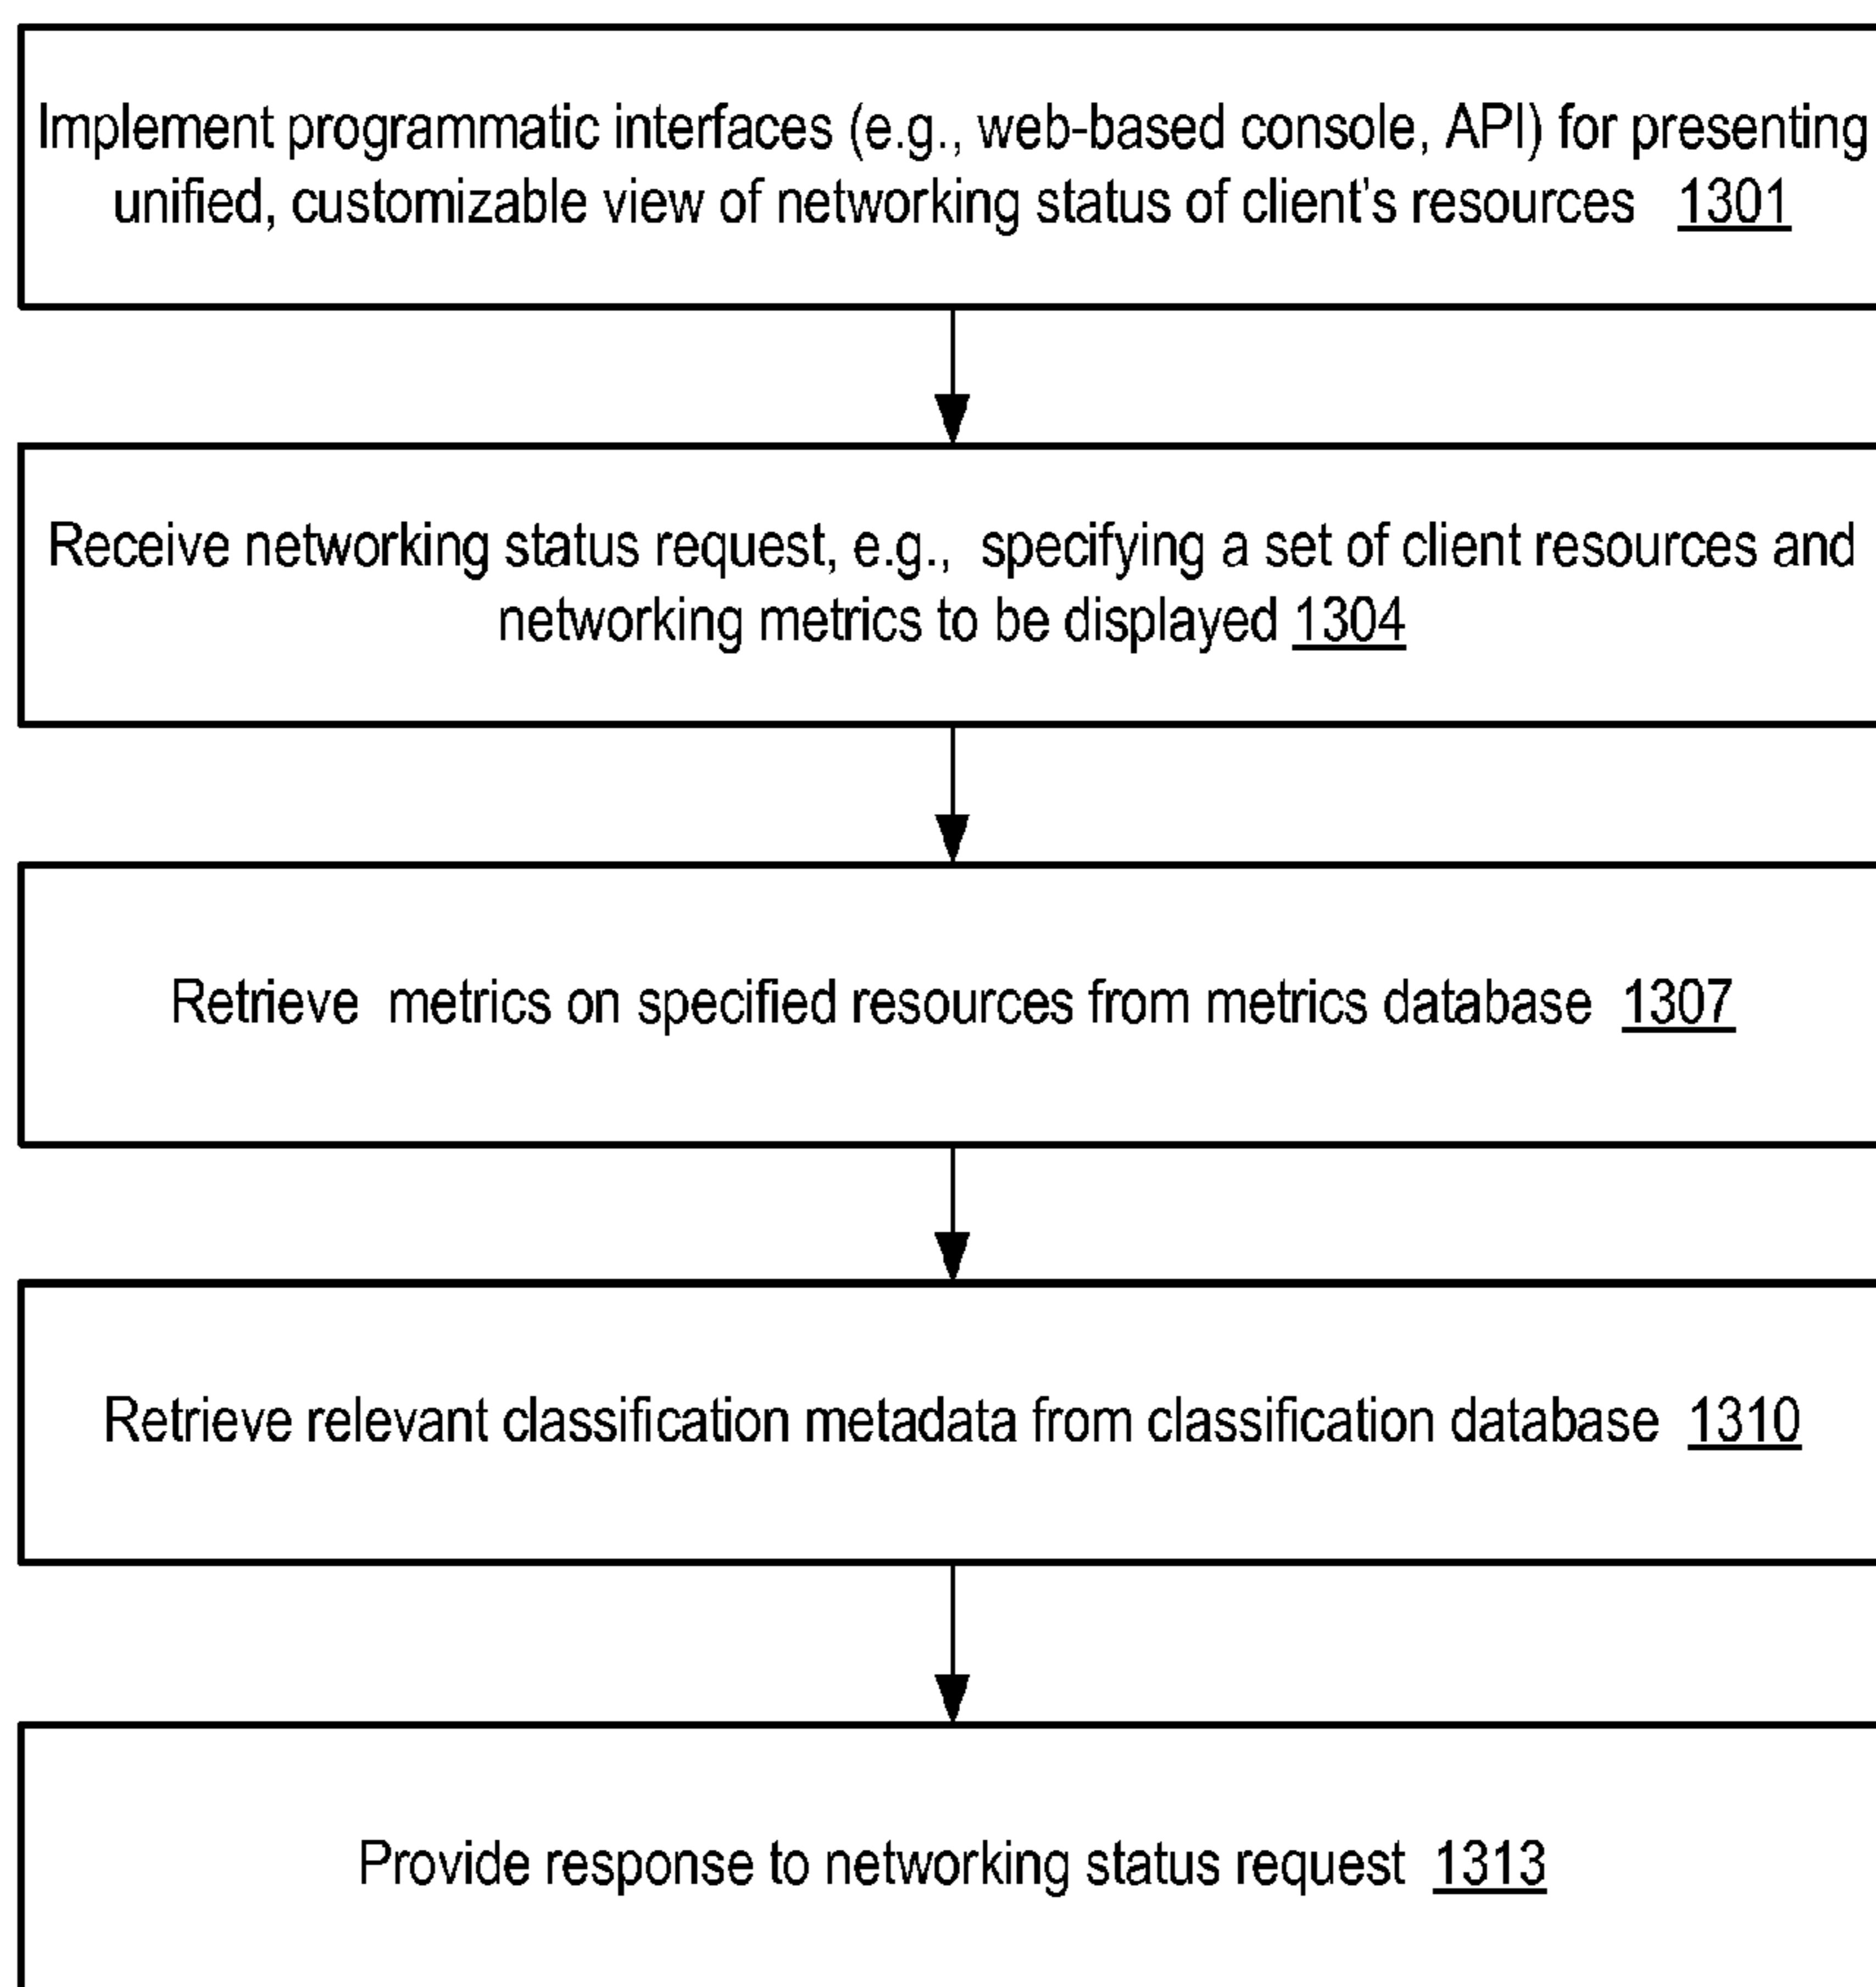 Implement programmatic interfaces (e.g., web-based console, API) for presenting
unified, customizable view of networking status of client’s resources 1301
Receive networking status request, e.g., specifying a set of client resources and
networking metrics to be displayed 1304
Retrieve metrics on specified resources from metrics database 1307
Retrieve relevant classification metadata from classification database 1310
Provide response to networking status request 1313